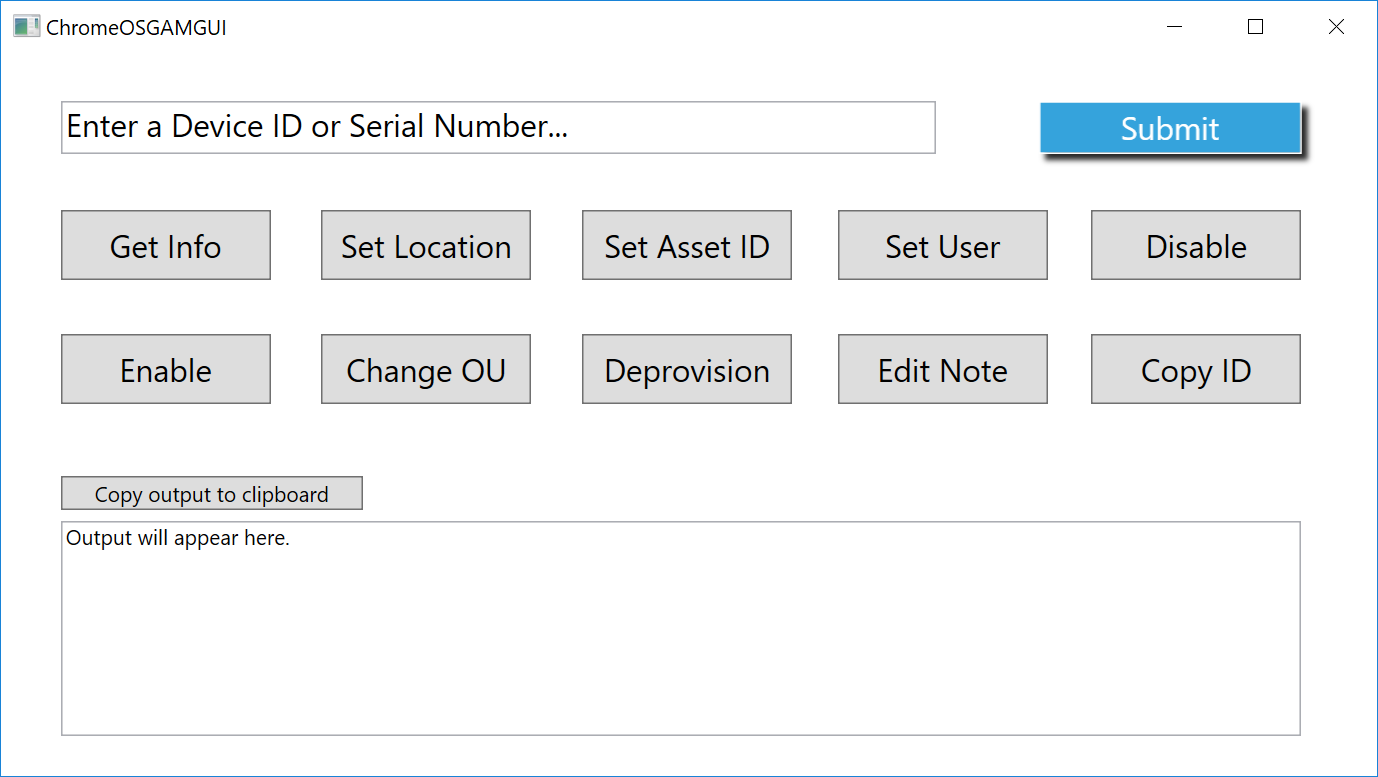 ChromeOSGAMGUI
Enter a Device ID or Serial Number...
Submit
Get Info
Set Location
Set Asset ID
Set User
Disable
Enable
Change OU
Deprovision
Edit Note
Copy ID
Copy output to clipboard
Output will appear here.